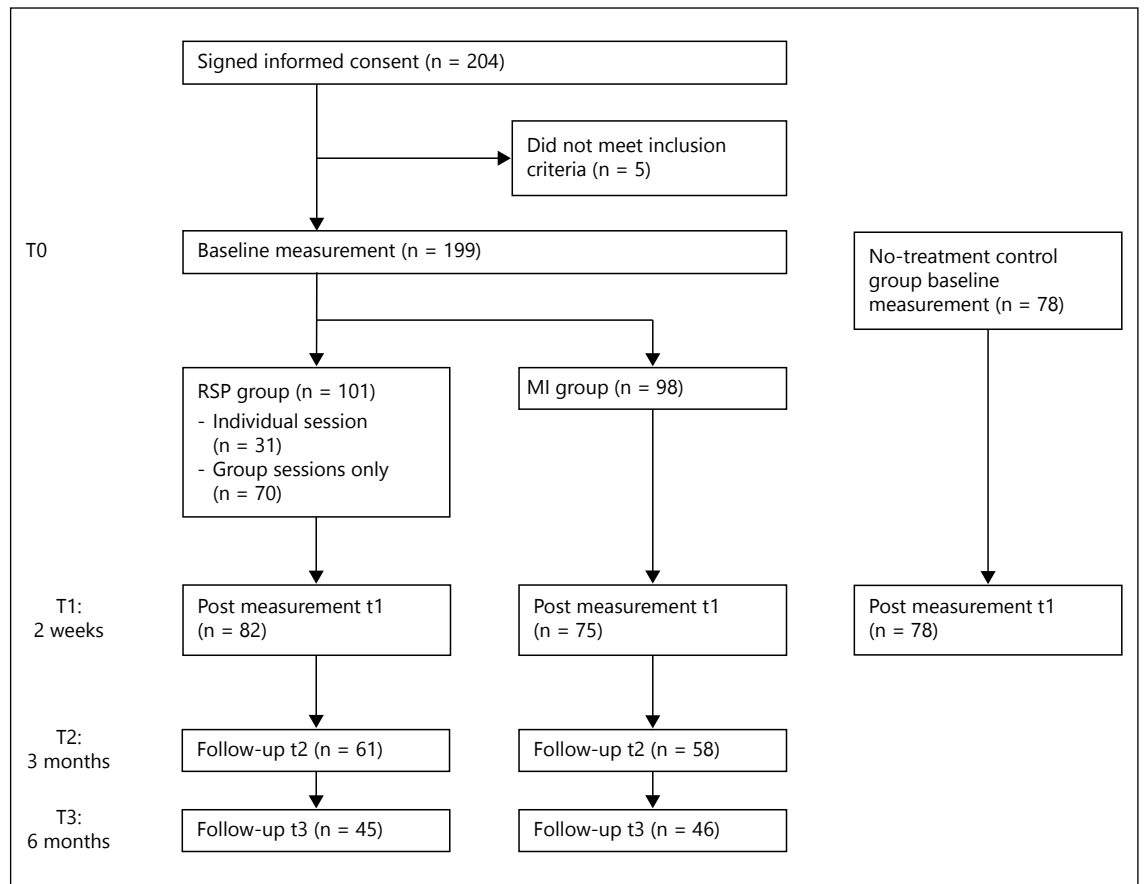 Signed informed consent (n = 204)
Did not meet inclusion
criteria (n = 5)
T0
Baseline measurement (n = 199)
No-treatment control
group baseline
measurement (n = 78)
RSP group (n = 101)
- Individual session
(n = 31)
- Group sessions only
(n = 70)
MI group (n = 98)
T1:
2 weeks
Post measurement t1
(n = 82)
Post measurement t1
(n = 75)
Post measurement t1
(n = 78)
T2:
3 months
Follow-up t2 (n = 61)
Follow-up t2 (n = 58)
T3:
6 months
Follow-up t3 (n = 45)
Follow-up t3 (n = 46)